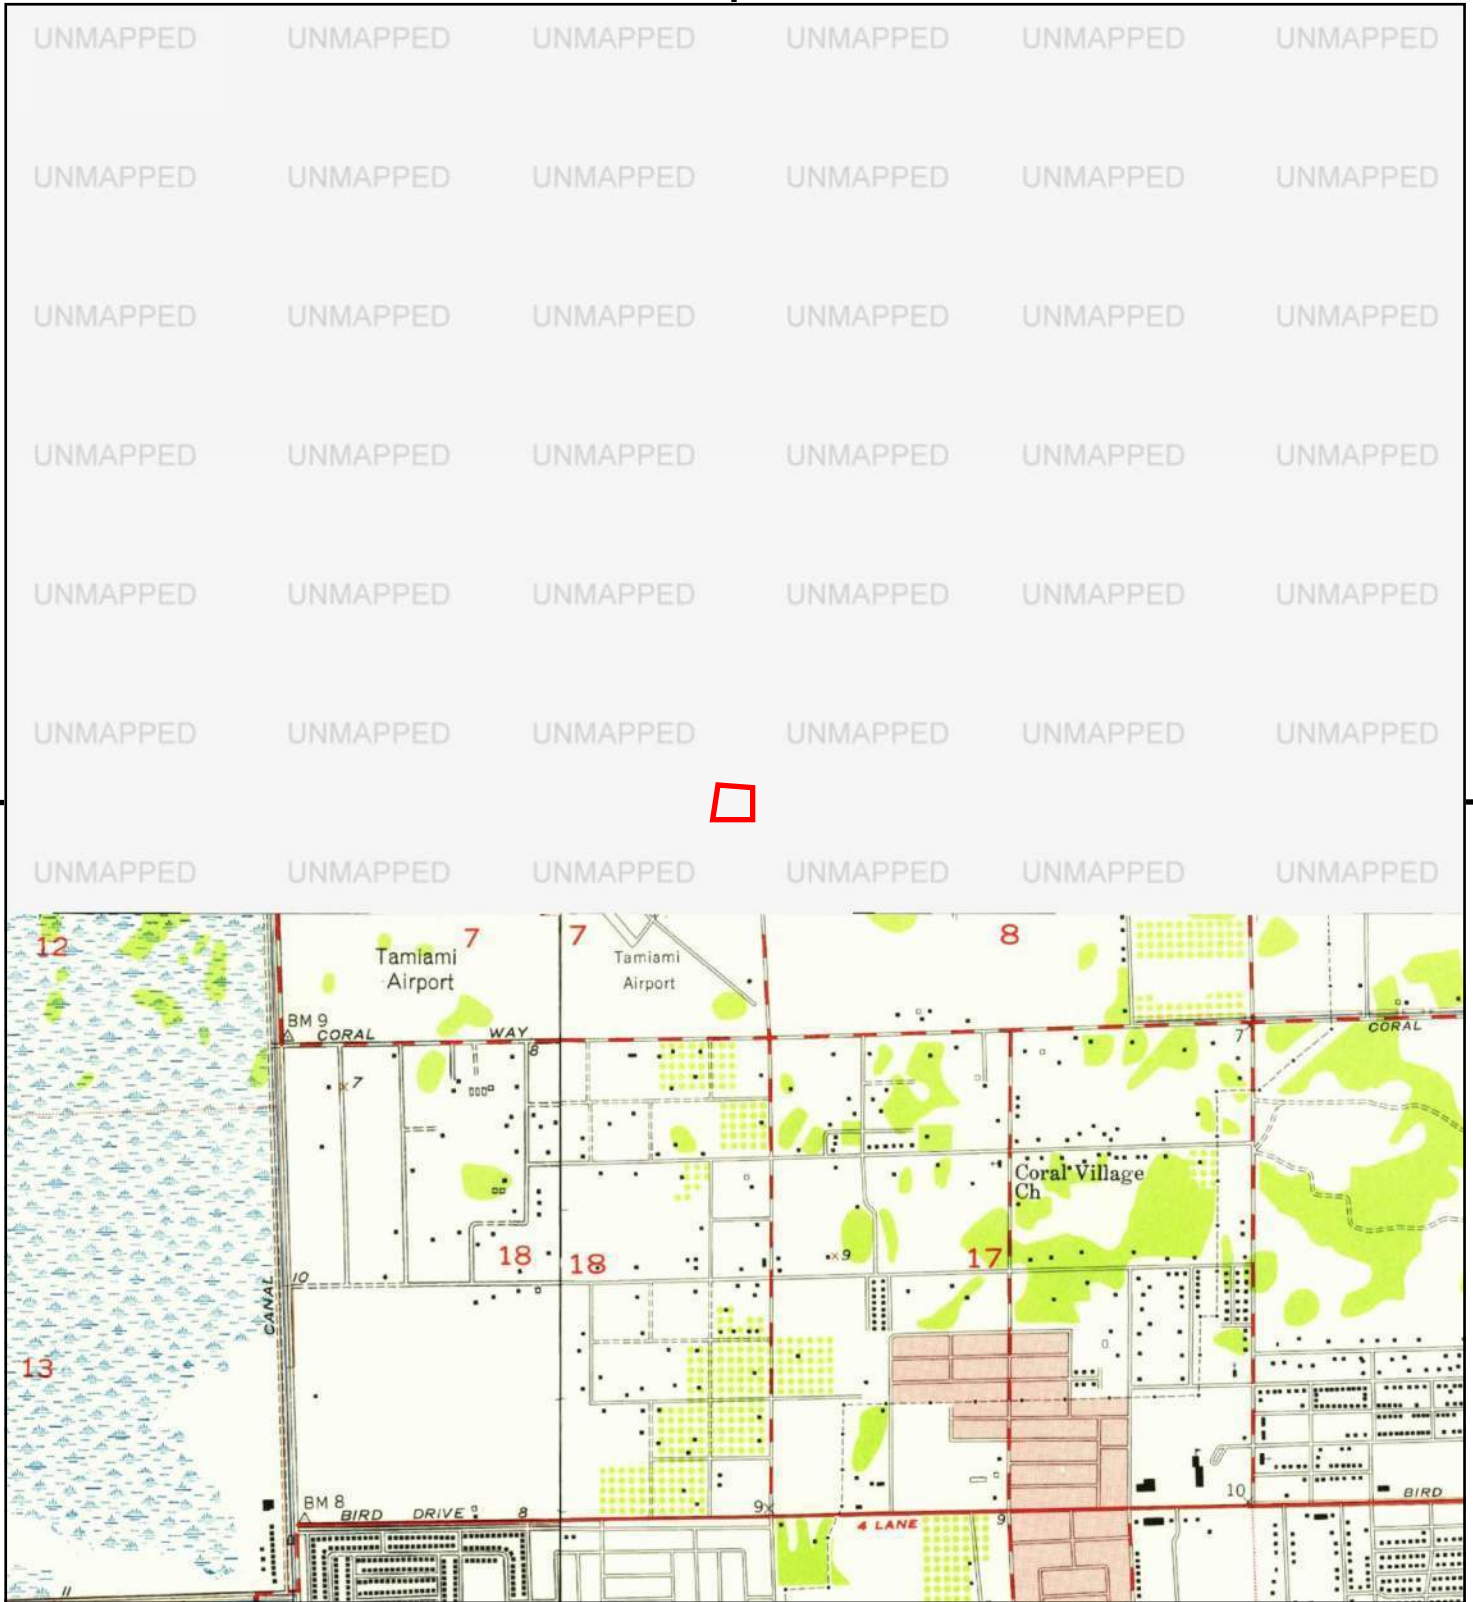 UNMAPPED UNMAPPED UNMAPPED UNMAPPED UNMAPPED UNMAPPED
UNMAPPED UNMAPPED UNMAPPED UNMAPPED UNMAPPED UNMAPPED
UNMAPPED UNMAPPED UNMAPPED UNMAPPED UNMAPPED UNMAPPED
UNMAPPED UNMAPPED UNMAPPED UNMAPPED UNMAPPED UNMAPPED
UNMAPPED UNMAPPED UNMAPPED UNMAPPED UNMAPPED UNMAPPED
UNMAPPED UNMAPPED UNMAPPED UNMAPPED UNMAPPED UNMAPPED
UNMAPPED UNMAPPED UNMAPPED UNMAPPED UNMAPPED UNMAPPED
12 7 7 8
Tamiami
Airport
Tamiami
Airport
BM 9
CORAL WAY 8
7 CORAL
7
Coral Village
Ch
18 18 9 17
10
CANAL
13
BM 8
BIRD DRIVE 8 9 4 LANE 9 10 BIRD
11